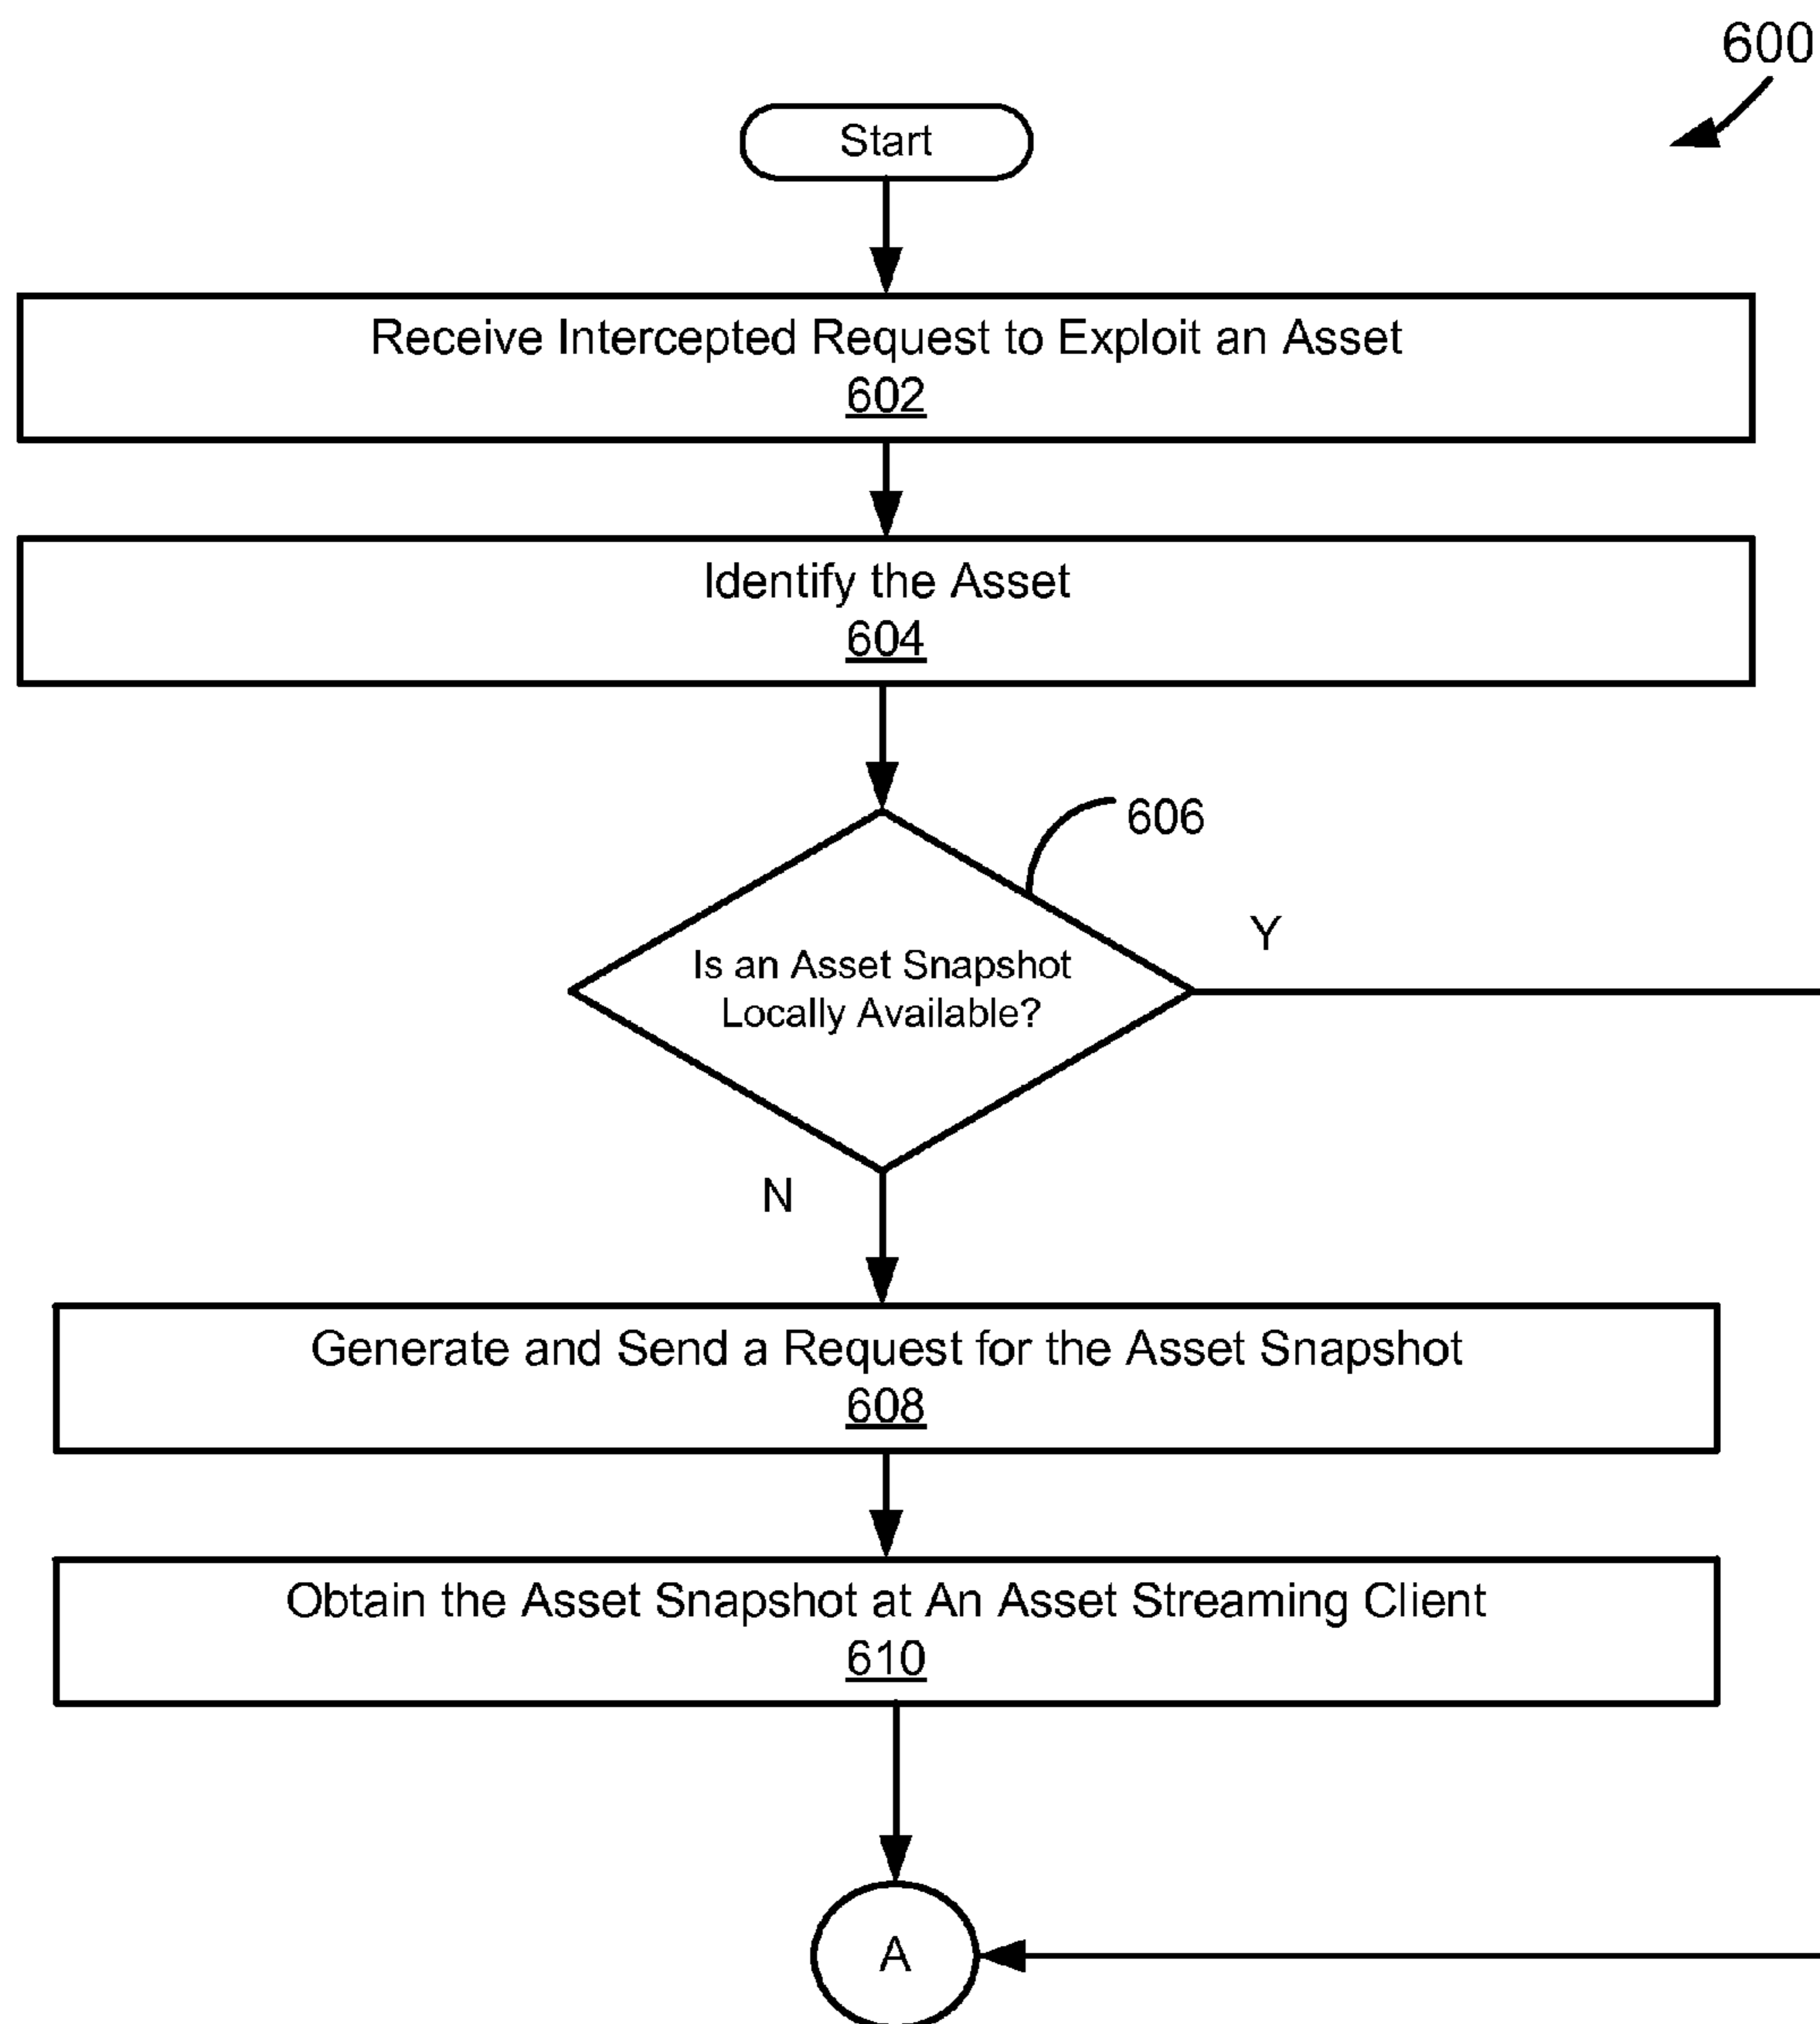 600
Start
Receive Intercepted Request to Exploit an Asset
602
Identify the Asset
604
606
Is an Asset Snapshot
Locally Available?
Y
N
Generate and Send a Request for the Asset Snapshot
608
Obtain the Asset Snapshot at An Asset Streaming Client
610
A